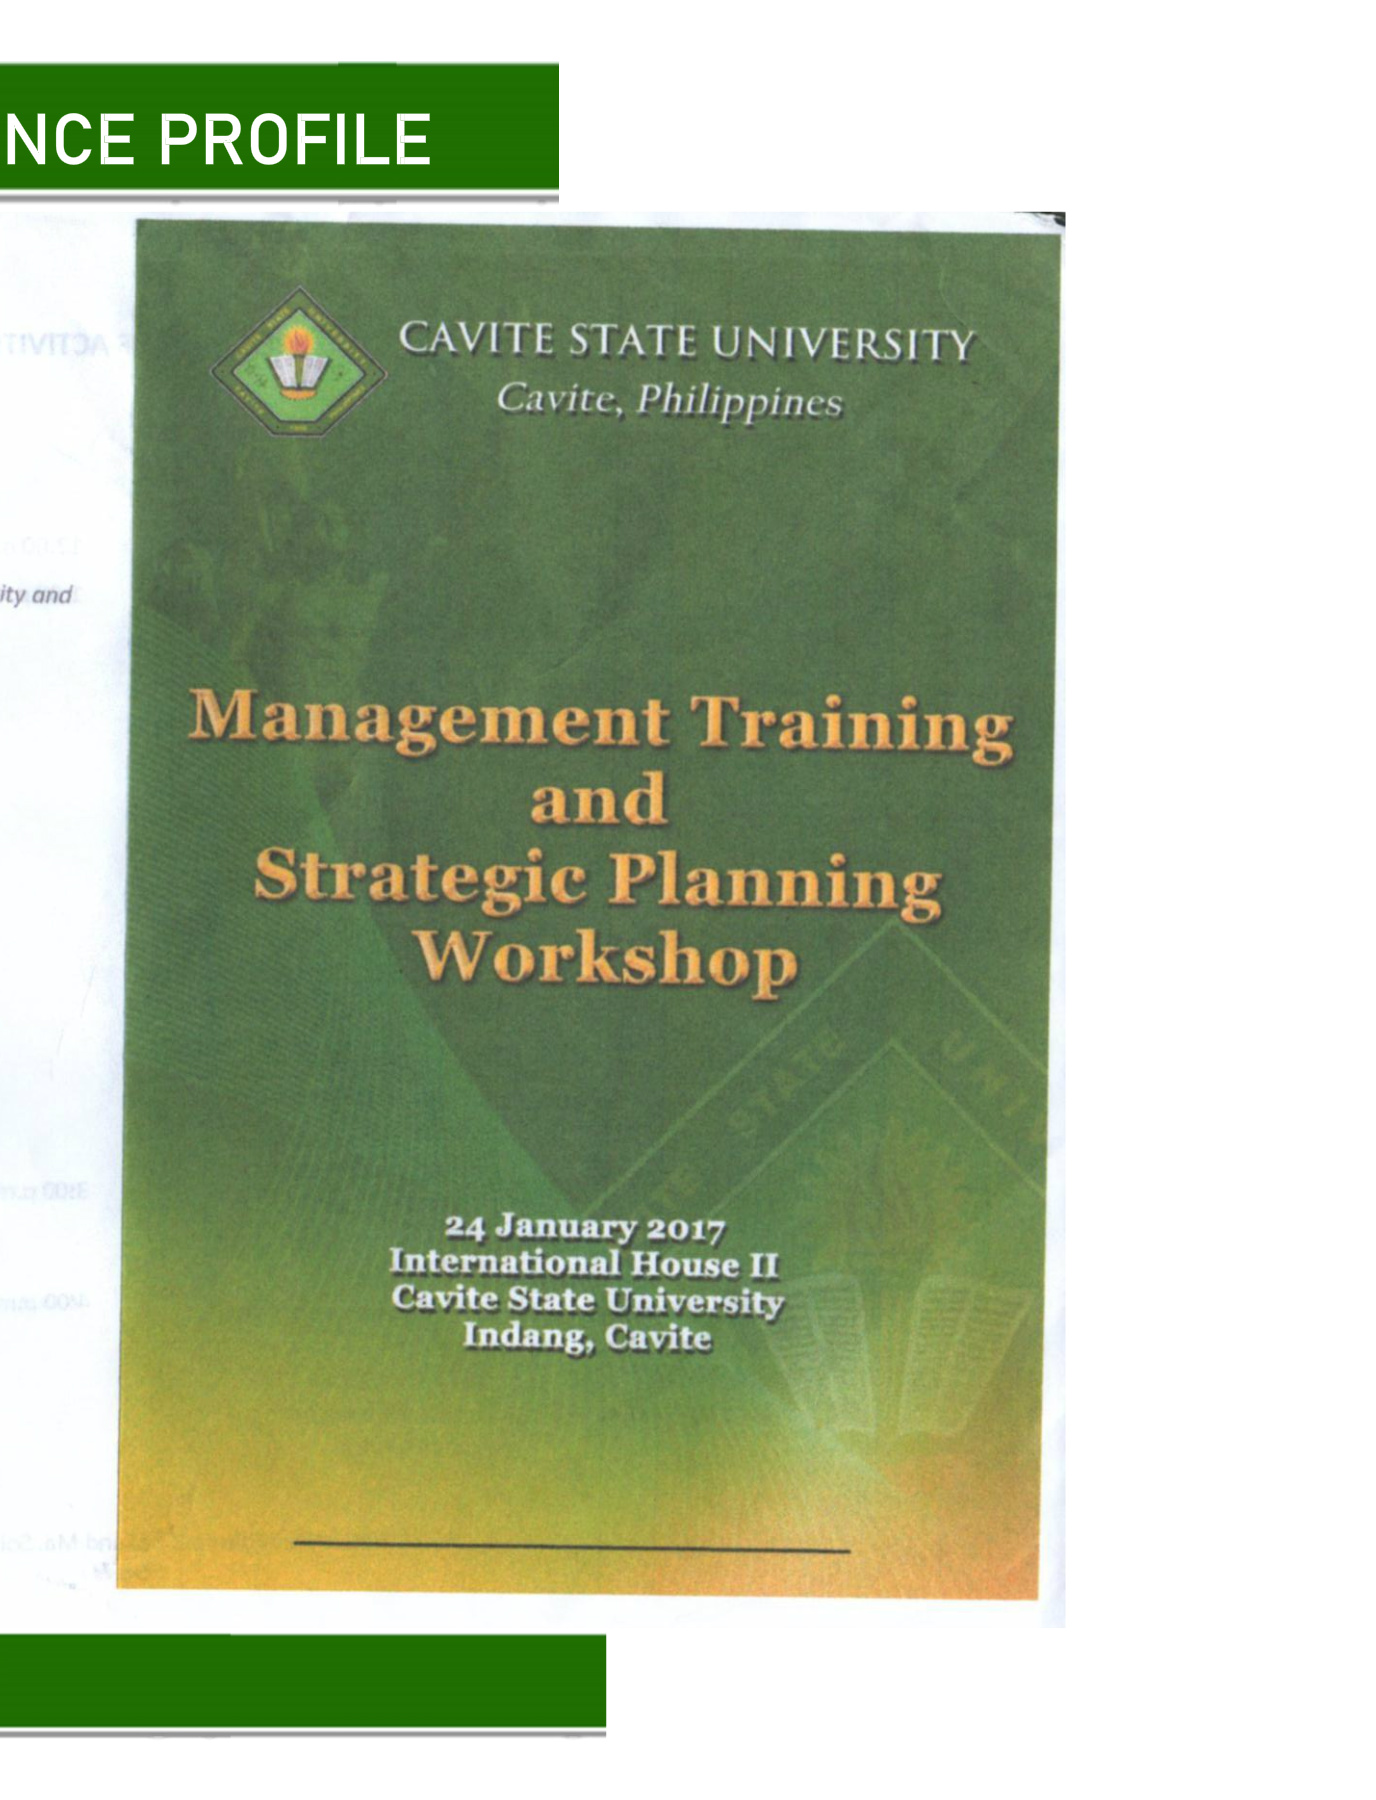 NCE PROFILE
CAVITE STATE UNIVERSITY
Cavite, Philippines
ity and
Management Training
and
Strategic Planning
Workshop
STATE
24 January 2017
International House II
Cavite State University
Indang, Cavite